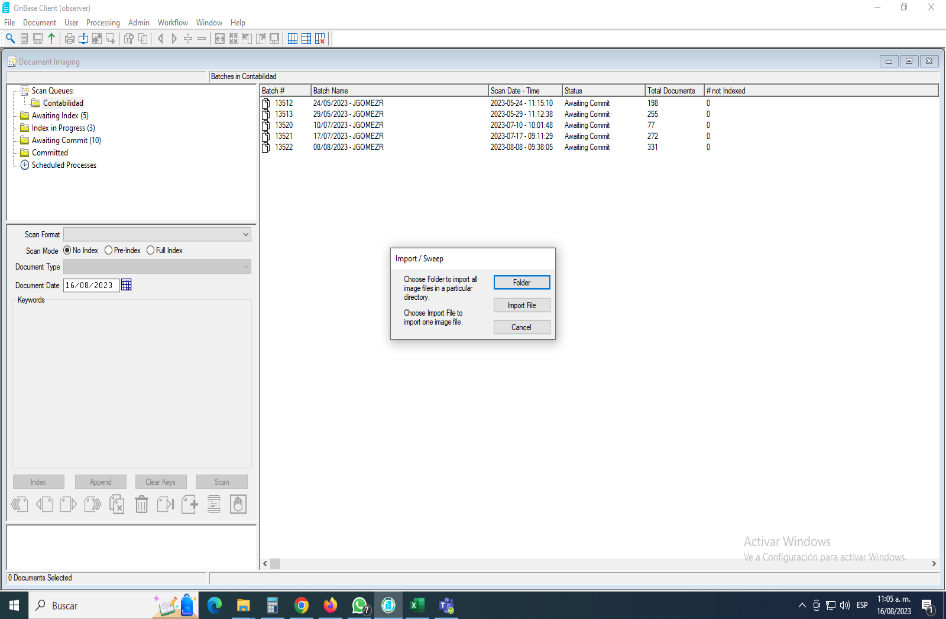 OnBase Client (observer)
File Document User Processing Admin Workflow Window Help
Document Imaging
Batches in Contabilidad
Scan Queues:
Contabilidad
Awaiting Index (5)
Index in Progress (3)
Awaiting Commit (10)
Committed
Scheduled Processes
Batch # Batch Name Scan Date - Time Status Total Documents # not Indexed
13512 24/05/2023 - JGOMEZR 2023-05-24 - 11:15:10 Awaiting Commit 198 0
13513 29/05/2023 - JGOMEZR 2023-05-29 - 11:12:38 Awaiting Commit 255 0
13520 10/07/2023 - JGOMEZR 2023-07-10 - 10:01:48 Awaiting Commit 77 0
13521 17/07/2023 - JGOMEZR 2023-07-17 - 09:11:29 Awaiting Commit 272 0
13522 08/08/2023 - JGOMEZR 2023-08-08 - 09:38:05 Awaiting Commit 331 0
Scan Format
Scan Mode No Index Pre-Index Full Index
Document Type
Document Date 16/08/2023
Keywords
Index Append Clear Keys Scan
0 Documents Selected
Import / Sweep
Choose Folder to import all
image files in a particular
directory.
Choose Import File to
import one image file.
Folder
Import File
Cancel
Activar Windows
Ve a Configuración para activar Windows.
Buscar
7
ESP
11:05 a. m.
16/08/2023
1